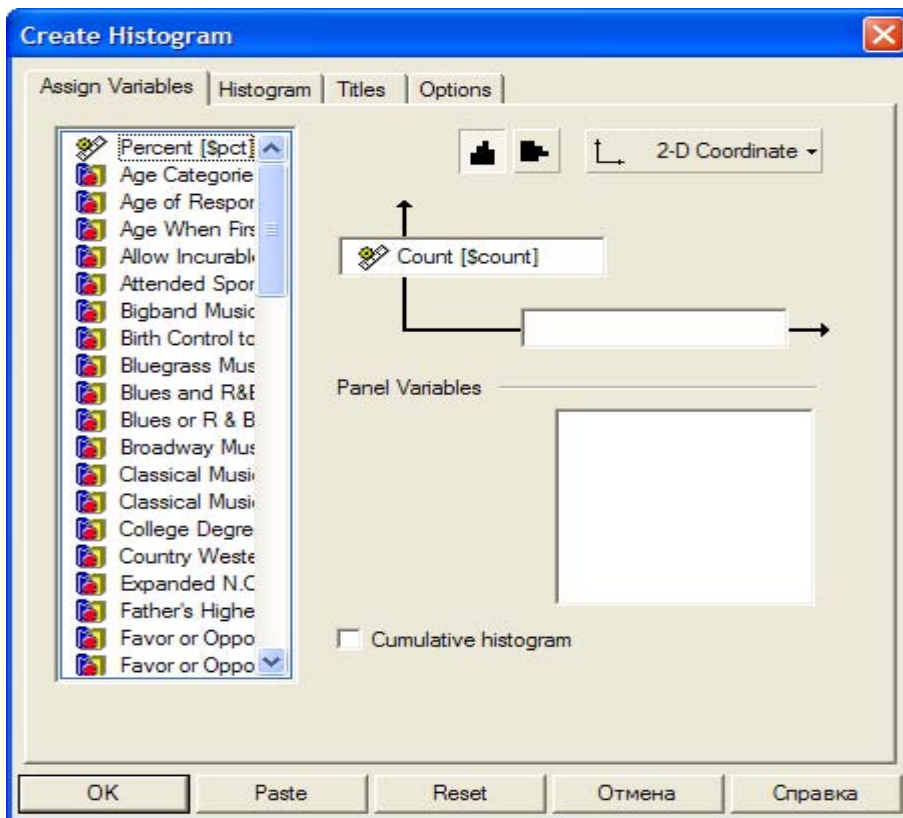 Create Histogram
Assign Variables
Histogram
Titles
Options
Percent [$pct]
Age Categorie
Age of Respor
Age When Firs
Allow Incurabl
Attended Spor
Bigband Music
Birth Control to
Bluegrass Mus
Blues and R&B
Blues or R & B
Broadway Mus
Classical Musi
Classical Musi
College Degre
Country Weste
Expanded N.O
Father's Highe
Favor or Oppo
Favor or Oppo
2-D Coordinate
Count [$count]
Panel Variables
Cumulative histogram
OK
Paste
Reset
Отмена
Справка